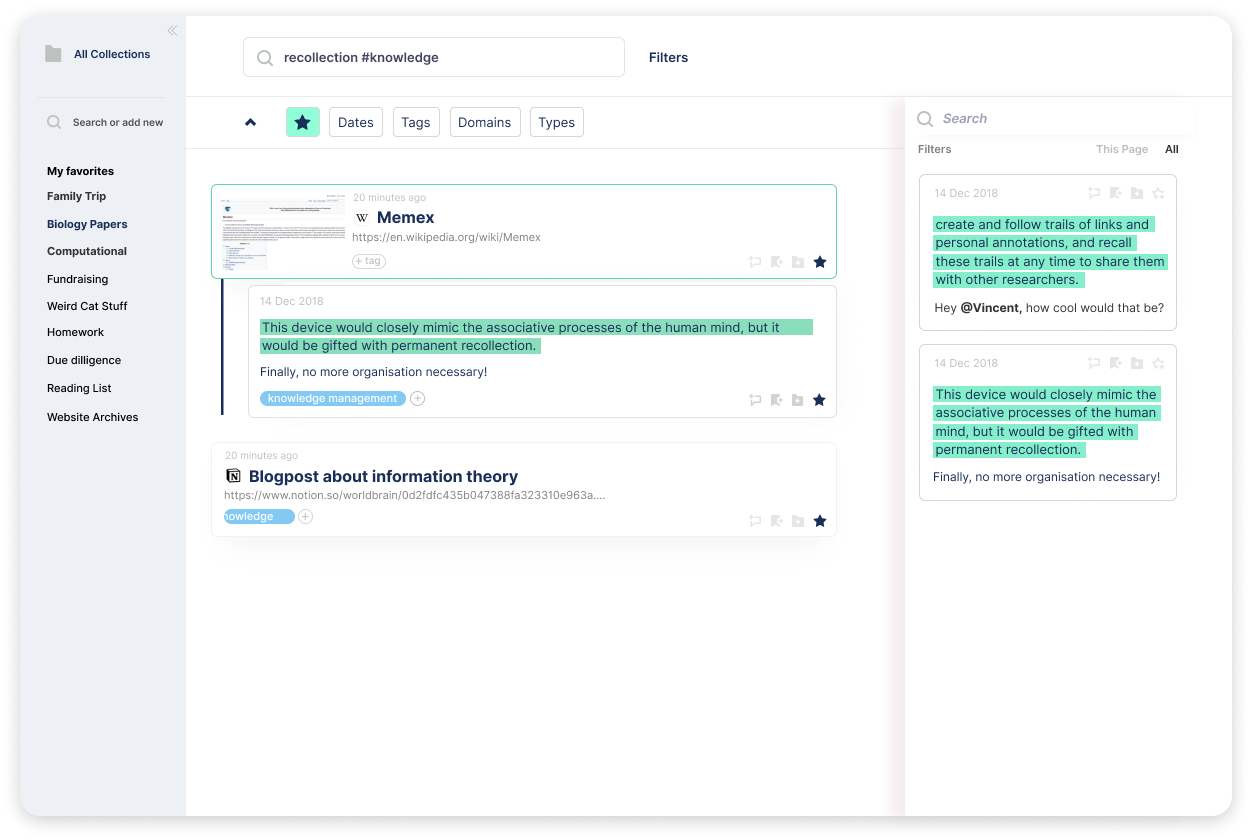 All Collections
Search or add new
My favorites
Family Trip
Biology Papers
Computational
Fundraising
Weird Cat Stuff
Homework
Due dilligence
Reading List
Website Archives
recollection #knowledge
Filters
Dates
Tags
Domains
Types
20 minutes ago
W Memex
https://en.wikipedia.org/wiki/Memex
+ tag
14 Dec 2018
This device would closely mimic the associative processes of the human mind, but it
would be gifted with permanent recollection.
Finally, no more organisation necessary!
knowledge management
20 minutes ago
N Blogpost about information theory
https://www.notion.so/worldbrain/0d2fdfc435b047388fa323310e963a....
nowledge
Search
Filters
This Page
All
14 Dec 2018
create and follow trails of links and
personal annotations, and recall
these trails at any time to share them
with other researchers.
Hey @Vincent, how cool would that be?
14 Dec 2018
This device would closely mimic the
associative processes of the human
mind, but it would be gifted with
permanent recollection.
Finally, no more organisation necessary!